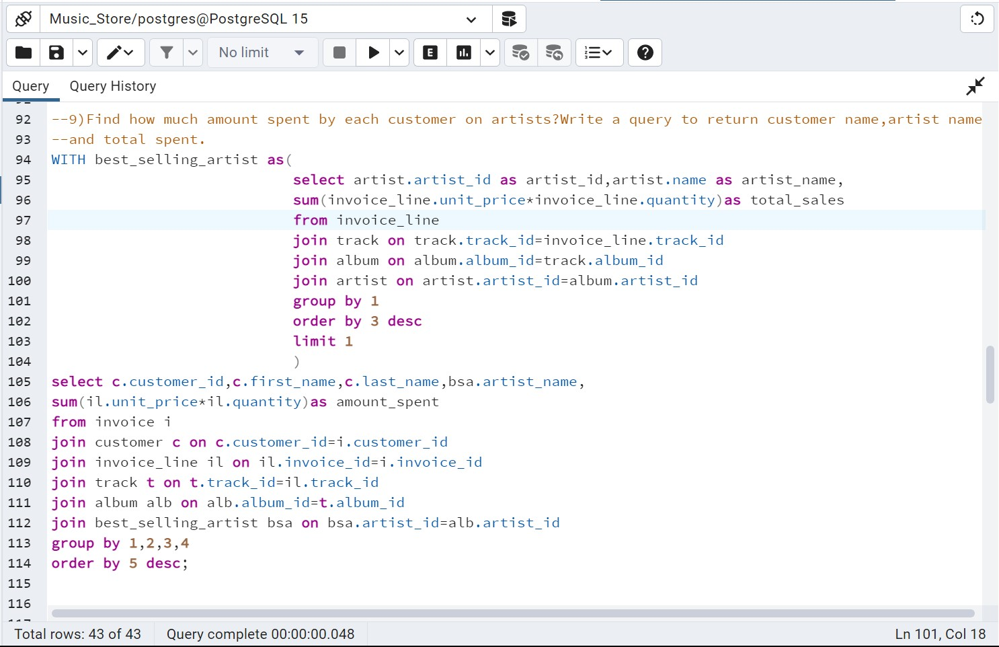 Music_Store/postgres@PostgreSQL 15
No limit
E
Query Query History
92 --9)Find how much amount spent by each customer on artists?Write a query to return customer name,artist name
93 --and total spent.
94 WITH best_selling_artist as(
95 select artist.artist_id as artist_id,artist.name as artist_name,
96 sum(invoice_line.unit_price*invoice_line.quantity)as total_sales
97 from invoice_line
98 join track on track.track_id=invoice_line.track_id
99 join album on album.album_id=track.album_id
100 join artist on artist.artist_id=album.artist_id
101 group by 1
102 order by 3 desc
103 limit 1
104 )
105 select c.customer_id,c.first_name,c.last_name,bsa.artist_name,
106 sum(il.unit_price*il.quantity)as amount_spent
107 from invoice i
108 join customer c on c.customer_id=i.customer_id
109 join invoice_line il on il.invoice_id=i.invoice_id
110 join track t on t.track_id=il.track_id
111 join album alb on alb.album_id=t.album_id
112 join best_selling_artist bsa on bsa.artist_id=alb.artist_id
113 group by 1,2,3,4
114 order by 5 desc;
115
116
Total rows: 43 of 43 Query complete 00:00:00.048 Ln 101, Col 18